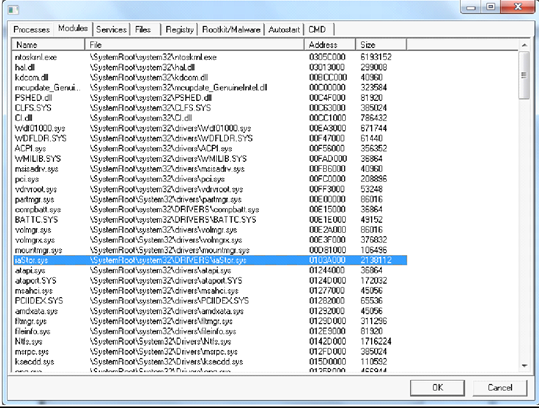 Processes Modules Services Files Registry Rootkit/Malware Autostart CMD
Name File Address Size
ntoskrnl.exe \SystemRoot\system32\ntoskrnl.exe 0305C000 6193152
hal.dll \SystemRoot\system32\hal.dll 03013000 299008
kdcom.dll \SystemRoot\system32\kdcom.dll 00BCC000 40960
mcupdate_Genui... \SystemRoot\system32\mcupdate_GenuineIntel.dll 00C00000 323584
PSHED.dll \SystemRoot\system32\PSHED.dll 00C4F000 81920
CLFS.SYS \SystemRoot\system32\CLFS.SYS 00C63000 385024
CI.dll \SystemRoot\system32\CI.dll 00CC1000 786432
Wdf01000.sys \SystemRoot\system32\drivers\Wdf01000.sys 00EA3000 671744
WDFLDR.SYS \SystemRoot\system32\drivers\WDFLDR.SYS 00F47000 61440
ACPI.sys \SystemRoot\system32\drivers\ACPI.sys 00F56000 356352
WMILIB.SYS \SystemRoot\system32\drivers\WMILIB.SYS 00FAD000 36864
msisadrv.sys \SystemRoot\system32\drivers\msisadrv.sys 00FB6000 40960
pci.sys \SystemRoot\system32\drivers\pci.sys 00FC0000 208896
vdrvroot.sys \SystemRoot\system32\drivers\vdrvroot.sys 00FF3000 53248
partmgr.sys \SystemRoot\system32\drivers\partmgr.sys 00E00000 86016
compbatt.sys \SystemRoot\system32\DRIVERS\compbatt.sys 00E15000 36864
BATTC.SYS \SystemRoot\system32\DRIVERS\BATTC.SYS 00E1E000 49152
volmgr.sys \SystemRoot\system32\drivers\volmgr.sys 00E2A000 86016
volmgrx.sys \SystemRoot\system32\drivers\volmgrx.sys 00E3F000 376832
mountmgr.sys \SystemRoot\system32\drivers\mountmgr.sys 00D81000 106496
iaStor.sys \SystemRoot\system32\DRIVERS\iaStor.sys 0103A000 2138112
atapi.sys \SystemRoot\system32\drivers\atapi.sys 01244000 36864
ataport.SYS \SystemRoot\system32\drivers\ataport.SYS 0124D000 172032
msahci.sys \SystemRoot\system32\drivers\msahci.sys 01277000 45056
PCIIDEX.SYS \SystemRoot\system32\drivers\PCIIDEX.SYS 01282000 65536
amdxata.sys \SystemRoot\system32\drivers\amdxata.sys 01292000 45056
fltmgr.sys \SystemRoot\system32\drivers\fltmgr.sys 0129D000 311296
fileinfo.sys \SystemRoot\system32\drivers\fileinfo.sys 012E9000 81920
Ntfs.sys \SystemRoot\System32\Drivers\Ntfs.sys 0142D000 1716224
msrpc.sys \SystemRoot\System32\Drivers\msrpc.sys 012FD000 385024
ksecdd.sys \SystemRoot\System32\Drivers\ksecdd.sys 015D0000 110592
OK Cancel